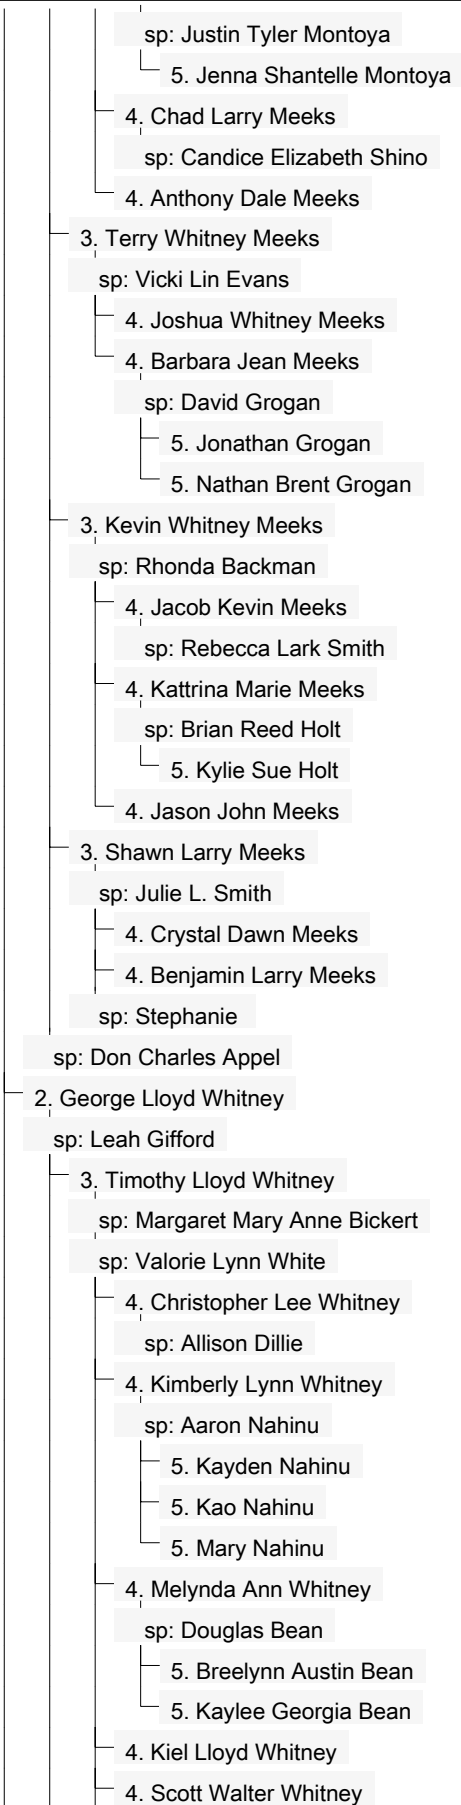 sp: Justin Tyler Montoya
5. Jenna Shantelle Montoya
4. Chad Larry Meeks
sp: Candice Elizabeth Shino
4. Anthony Dale Meeks
3. Terry Whitney Meeks
sp: Vicki Lin Evans
4. Joshua Whitney Meeks
4. Barbara Jean Meeks
sp: David Grogan
5. Jonathan Grogan
5. Nathan Brent Grogan
3. Kevin Whitney Meeks
sp: Rhonda Backman
4. Jacob Kevin Meeks
sp: Rebecca Lark Smith
4. Kattrina Marie Meeks
sp: Brian Reed Holt
5. Kylie Sue Holt
4. Jason John Meeks
3. Shawn Larry Meeks
sp: Julie L. Smith
4. Crystal Dawn Meeks
4. Benjamin Larry Meeks
sp: Stephanie
sp: Don Charles Appel
2. George Lloyd Whitney
sp: Leah Gifford
3. Timothy Lloyd Whitney
sp: Margaret Mary Anne Bickert
sp: Valorie Lynn White
4. Christopher Lee Whitney
sp: Allison Dillie
4. Kimberly Lynn Whitney
sp: Aaron Nahinu
5. Kayden Nahinu
5. Kao Nahinu
5. Mary Nahinu
4. Melynda Ann Whitney
sp: Douglas Bean
5. Breelynn Austin Bean
5. Kaylee Georgia Bean
4. Kiel Lloyd Whitney
4. Scott Walter Whitney